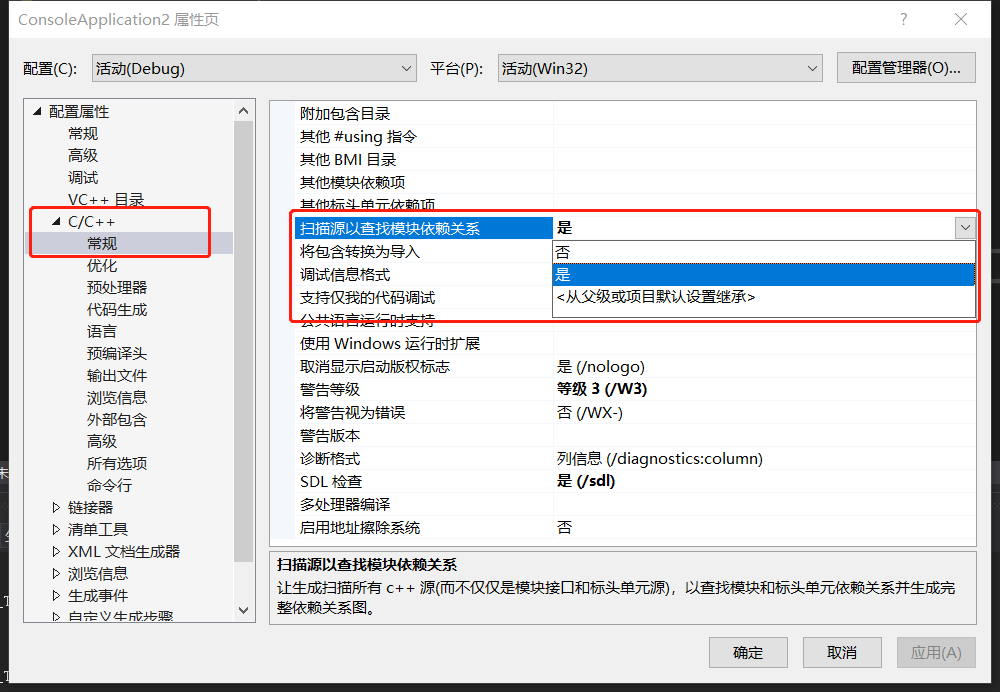 ConsoleApplication2 属性页
配置(C): 活动(Debug) 平台(P): 活动(Win32) 配置管理器(O)...
配置属性
常规
高级
调试
VC++ 目录
C/C++
常规
优化
预处理器
代码生成
语言
预编译头
输出文件
浏览信息
外部包含
高级
所有选项
命令行
链接器
清单工具
XML 文档生成器
浏览信息
生成事件
自定义生成步骤
附加包含目录
其他 #using 指令
其他 BMI 目录
其他模块依赖项
其他标头单元依赖项
扫描源以查找模块依赖关系 是
将包含转换为导入 否
调试信息格式 是
支持仅我的代码调试 <从父级或项目默认设置继承>
公共语言运行时支持
使用 Windows 运行时扩展
取消显示启动版权标志 是 (/nologo)
警告等级 等级 3 (/W3)
将警告视为错误 否 (/WX-)
警告版本
诊断格式 列信息 (/diagnostics:column)
SDL 检查 是 (/sdl)
多处理器编译
启用地址擦除系统 否
扫描源以查找模块依赖关系
让生成扫描所有 c++ 源(而不仅仅是模块接口和标头单元源)，以查找模块和标头单元依赖关系并生成完
整依赖关系图。
确定 取消 应用(A)